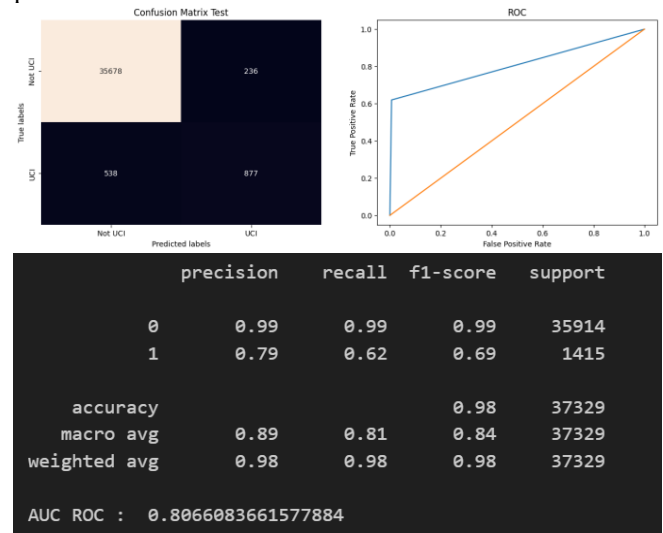 Confusion Matrix Test
Not UCI
UCI
True labels
35678
236
538
877
Not UCI
UCI
Predicted labels
ROC
True Positive Rate
1.0
0.8
0.6
0.4
0.2
0.0
0.0 0.2 0.4 0.6 0.8 1.0
False Positive Rate
precision recall f1-score support
0 0.99 0.99 0.99 35914
1 0.79 0.62 0.69 1415
accuracy 0.98 37329
macro avg 0.89 0.81 0.84 37329
weighted avg 0.98 0.98 0.98 37329
AUC ROC : 0.8066083661577884